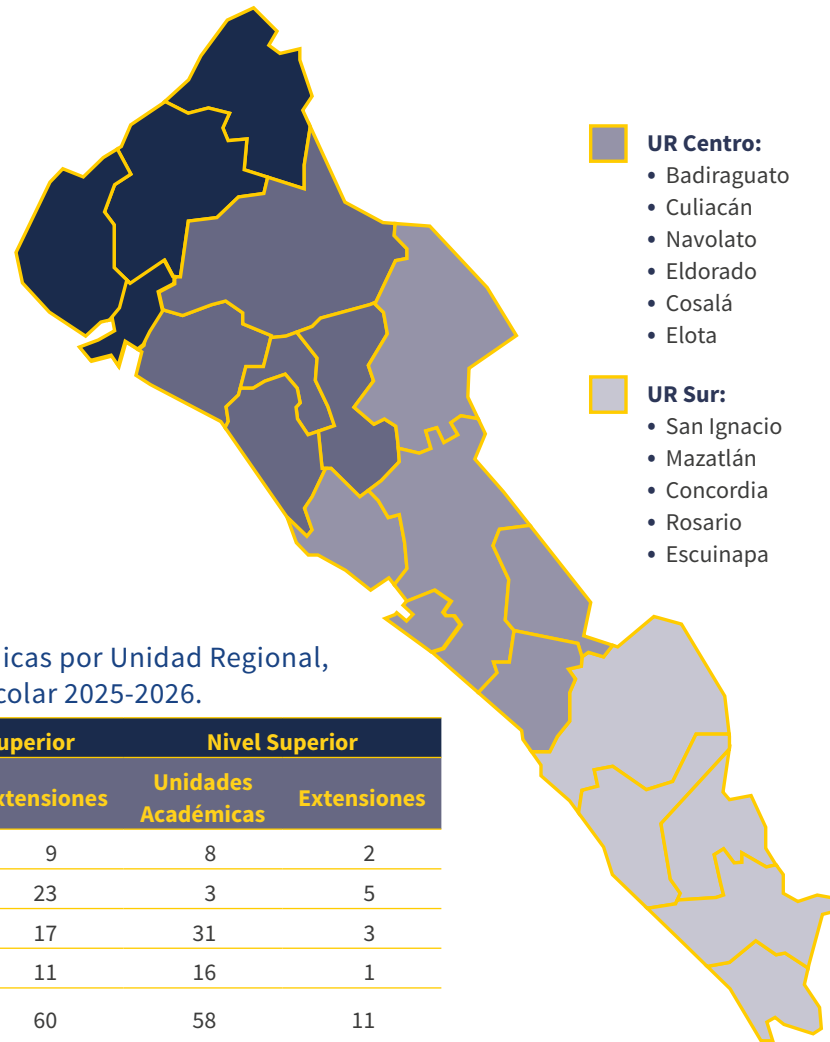 UR Centro:
• Badiraguato
• Culiacán
• Navolato
• Eldorado
• Cosalá
• Elota
UR Sur:
• San Ignacio
• Mazatlán
• Concordia
• Rosario
• Escuinapa
icas por Unidad Regional,
colar 2025-2026.
uperior Nivel Superior
xtensiones Unidades Académicas Extensiones
9 8 2
23 3 5
17 31 3
11 16 1
60 58 11